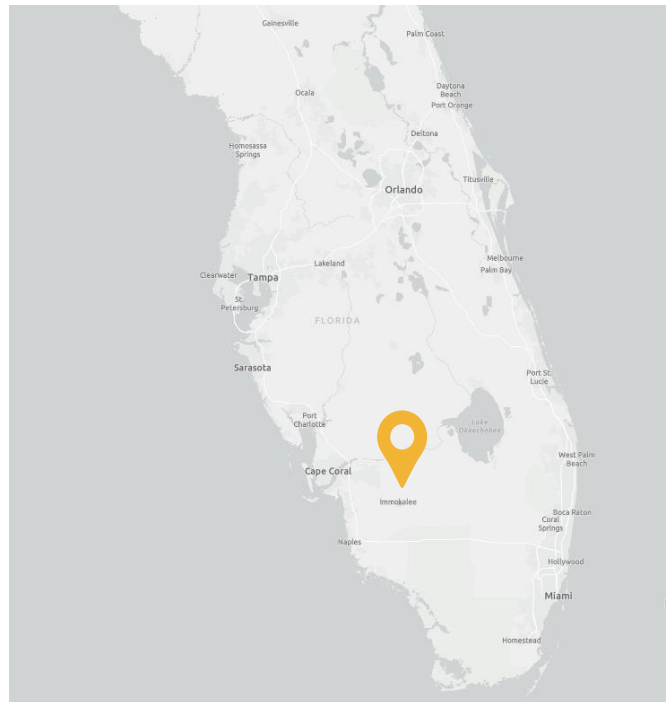 Gainesville
Palm Coast
Ocala
Daytona
Beach
Port Orange
Deltona
Homosassa
Springs
Titusville
Orlando
Melbourne
Lakeland
Palm Bay
Clearwater
Tampa
St.
Petersburg
FLORIDA
Sarasota
Port St.
Lucie
Port
Charlotte
Lake
Okeechobee
West Palm
Beach
Cape Coral
Immokalee
Boca Raton
Coral
Springs
Naples
Hollywood
Miami
Homestead